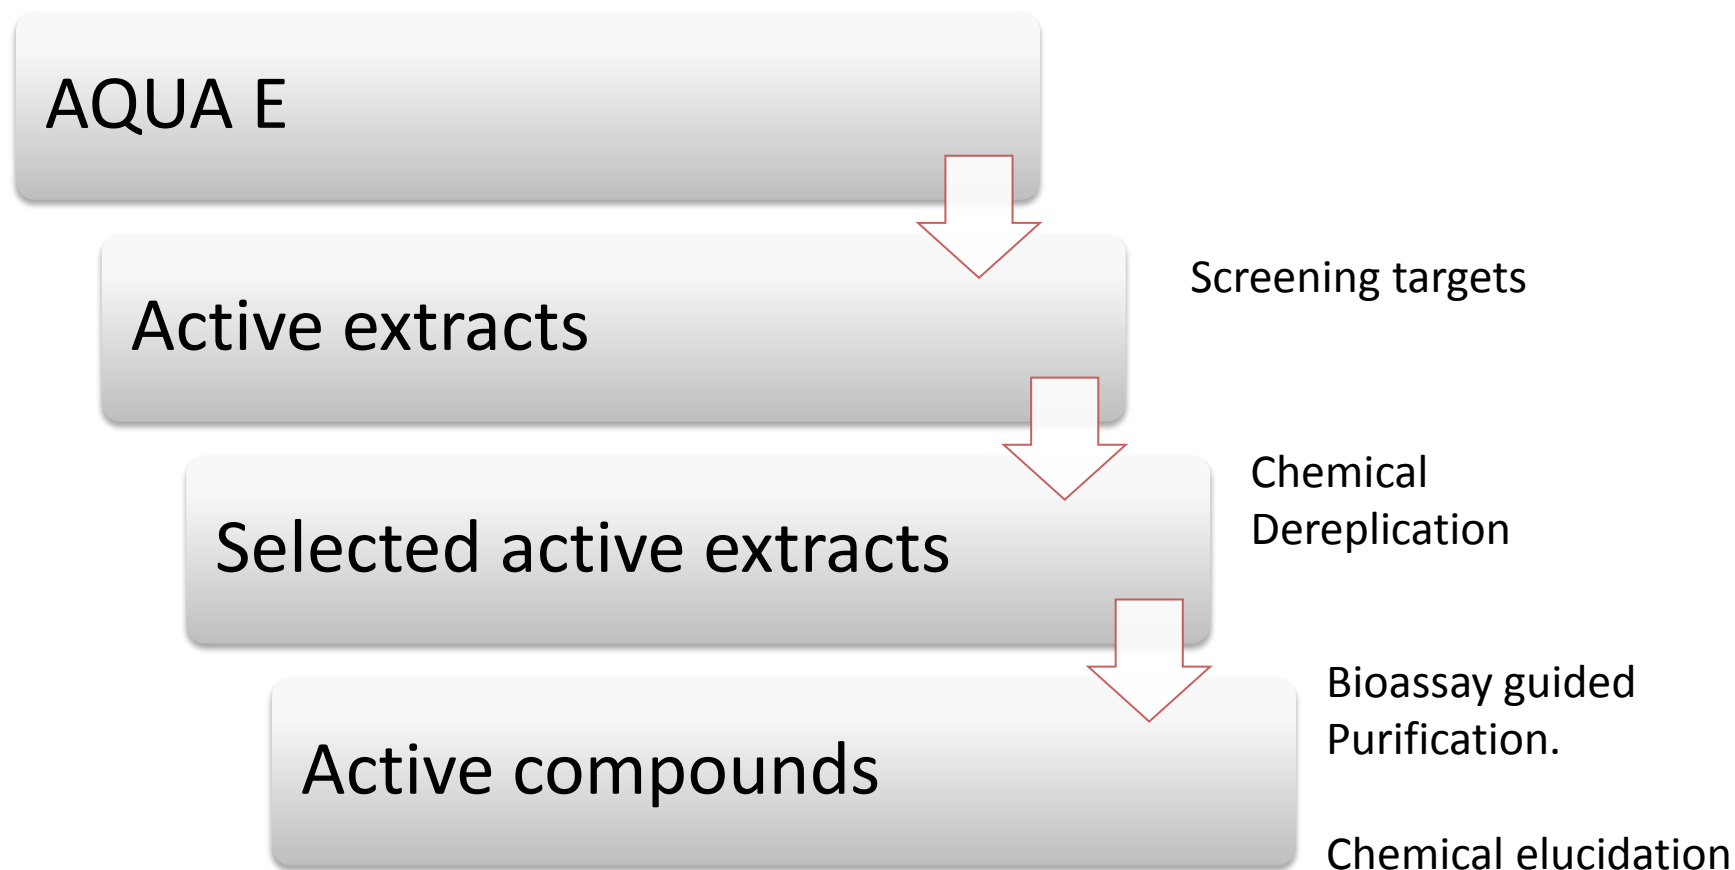 AQUA E
Active extracts
Screening targets
Selected active extracts
Chemical
Dereplication
Active compounds
Bioassay guided
Purification.
Chemical elucidation